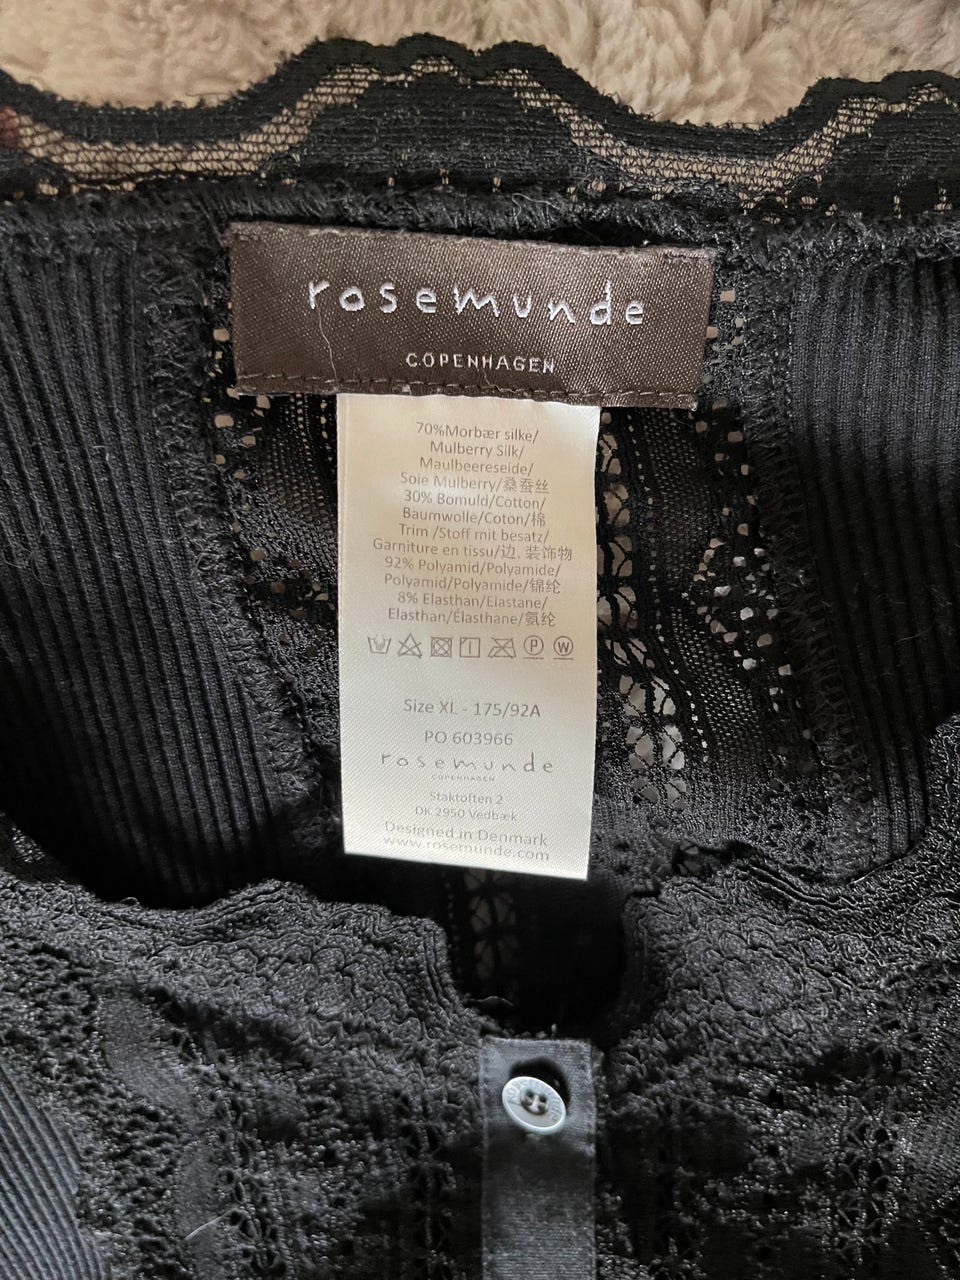 rosemunde
COPENHAGEN
70%Morbær silke/
Mulberry Silk/
Maulbeereseide/
Soie Mulberry/桑蚕丝
30% Bomuld/Cotton/
Baumwolle/Coton/棉
Trim /Stoff mit besatz/
Garniture en tissu/边, 装饰物
92% Polyamid/Polyamide/
Polyamid/Polyamide/锦纶
8% Elasthan/Elastane/
Elasthan/Élasthane/氨纶
P W
Size XL - 175/92A
PO 603966
rosemunde
COPENHAGEN
Staktoften 2
DK 2950 Vedbæk
Designed in Denmark
www.rosemunde.com